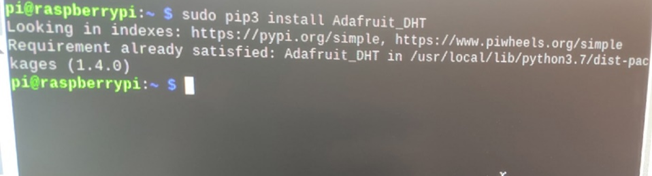 pi@raspberrypi:~ $ sudo pip3 install Adafruit_DHT
Looking in indexes: https://pypi.org/simple, https://www.piwheels.org/simple
Requirement already satisfied: Adafruit_DHT in /usr/local/lib/python3.7/dist-pac
kages (1.4.0)
pi@raspberrypi:~ $